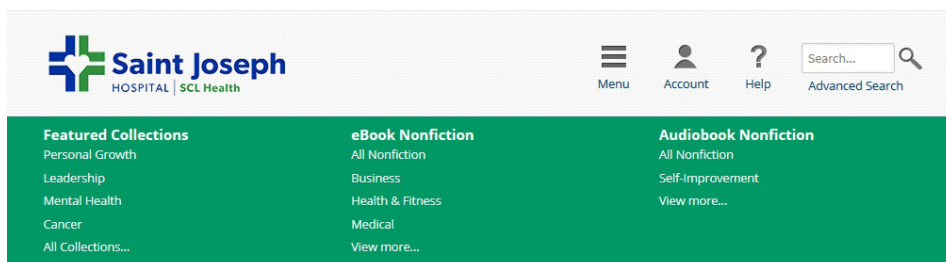 Saint Joseph
HOSPITAL | SCL Health
Menu
Account
Help
Search...
Advanced Search
Featured Collections
Personal Growth
Leadership
Mental Health
Cancer
All Collections...
eBook Nonfiction
All Nonfiction
Business
Health & Fitness
Medical
View more...
Audiobook Nonfiction
All Nonfiction
Self-Improvement
View more...